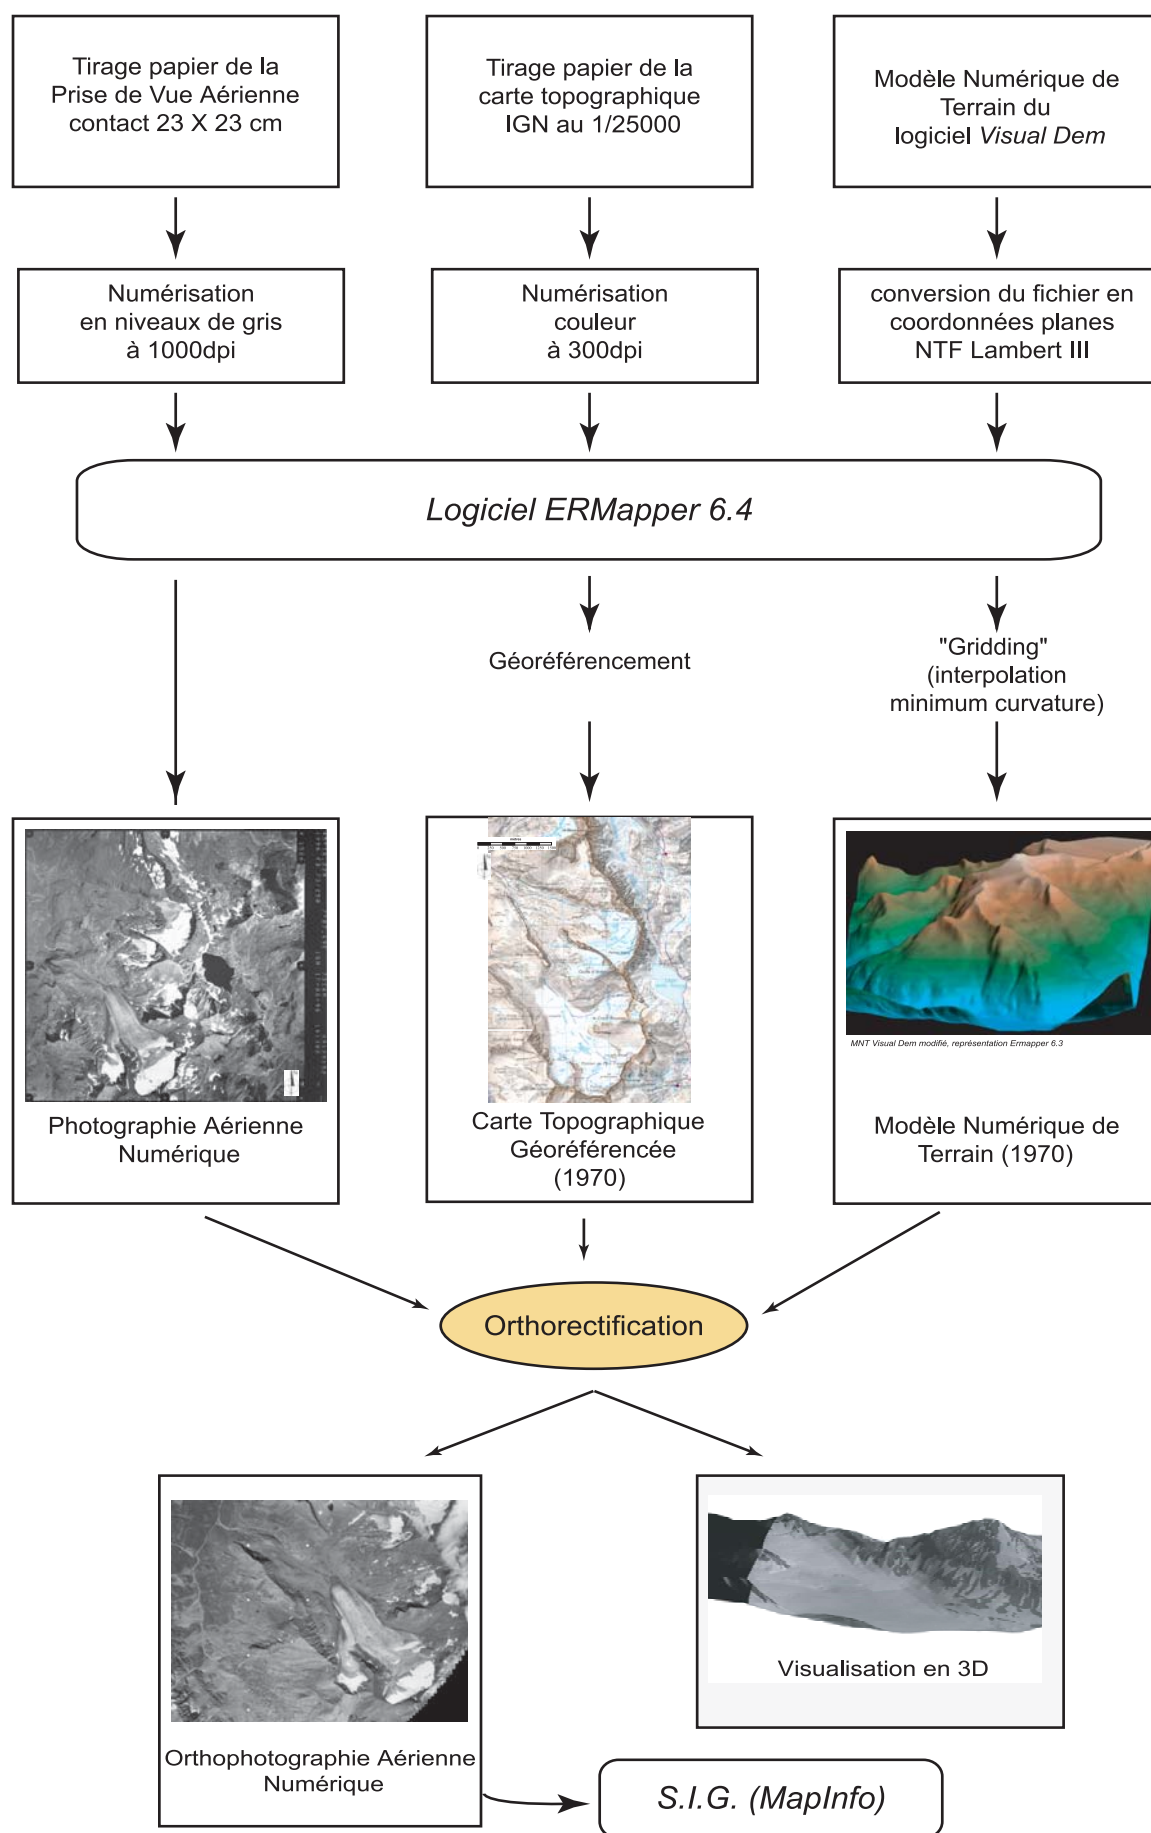 Tirage papier de la
Prise de Vue Aérienne
contact 23 X 23 cm
Tirage papier de la
carte topographique
IGN au 1/25000
Modèle Numérique de
Terrain du
logiciel Visual Dem
Numérisation
en niveaux de gris
à 1000dpi
Numérisation
couleur
à 300dpi
conversion du fichier en
coordonnées planes
NTF Lambert III
Logiciel ERMapper 6.4
Géoréférencement
"Gridding"
(interpolation
minimum curvature)
MNT Visual Dem modifié, représentation Ermapper 6.3
Photographie Aérienne
Numérique
Carte Topographique
Géoréférencée
(1970)
Modèle Numérique de
Terrain (1970)
Orthorectification
Visualisation en 3D
Orthophotographie Aérienne
Numérique
S.I.G. (MapInfo)